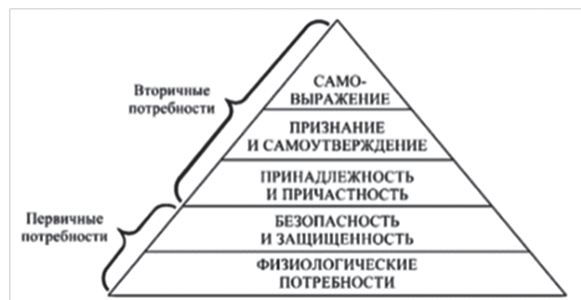 Вторичные
потребности
САМО-
ВЫРАЖЕНИЕ
ПРИЗНАНИЕ
И САМОУТВЕРЖДЕНИЕ
ПРИНАДЛЕЖНОСТЬ
И ПРИЧАСТНОСТЬ
Первичные
потребности
БЕЗОПАСНОСТЬ
И ЗАЩИЩЕННОСТЬ
ФИЗИОЛОГИЧЕСКИЕ
ПОТРЕБНОСТИ